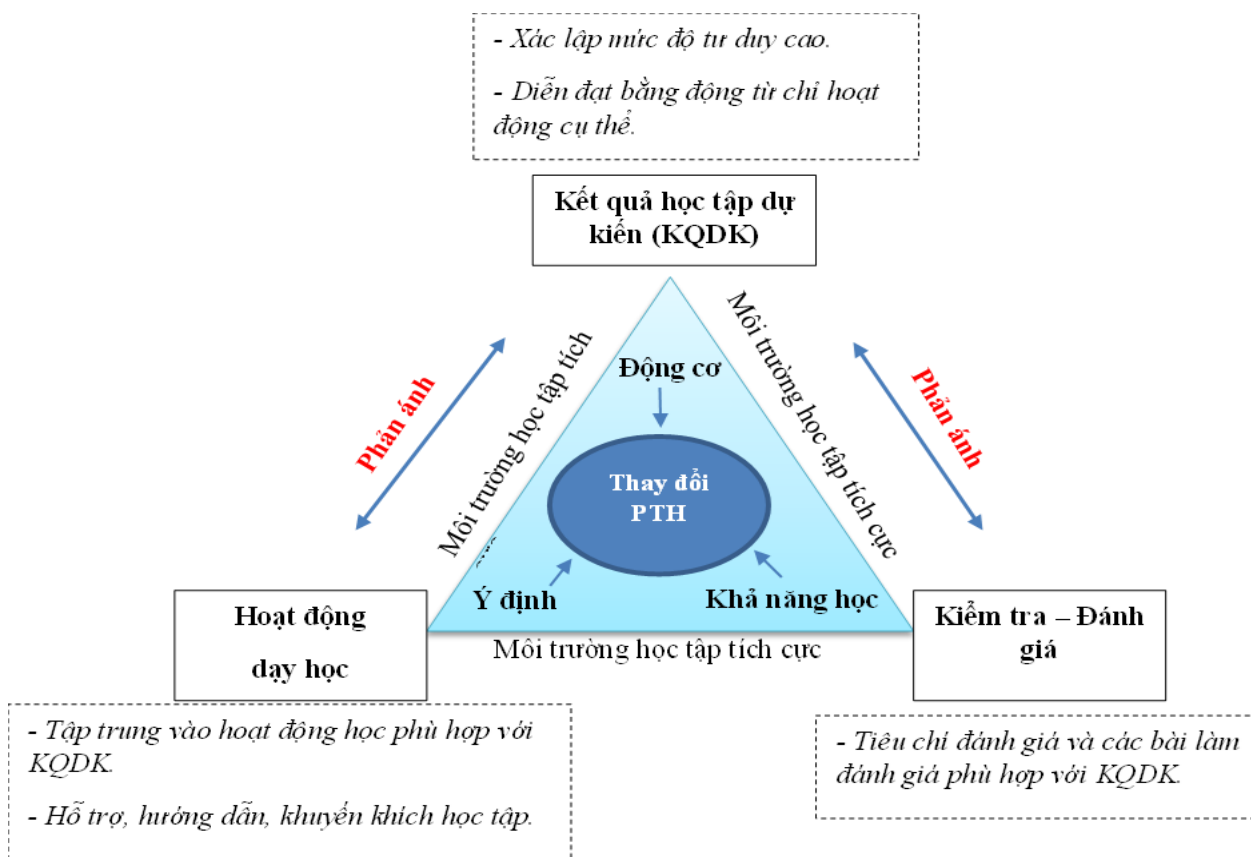 - Xác lập mức độ tư duy cao.
- Diễn đạt bằng động từ chỉ hoạt
động cụ thể.
Kết quả học tập dự
kiến (KQDK)
Phản ánh
Môi trường học tập tích
Môi trường học tập tích cực
Phản ánh
Động cơ
Thay đổi
PTH
Ý định
Khả năng học
Môi trường học tập tích cực
Hoạt động
dạy học
Kiểm tra – Đánh
giá
- Tập trung vào hoạt động học phù hợp với
KQDK.
- Hỗ trợ, hướng dẫn, khuyến khích học tập.
- Tiêu chí đánh giá và các bài làm
đánh giá phù hợp với KQDK.